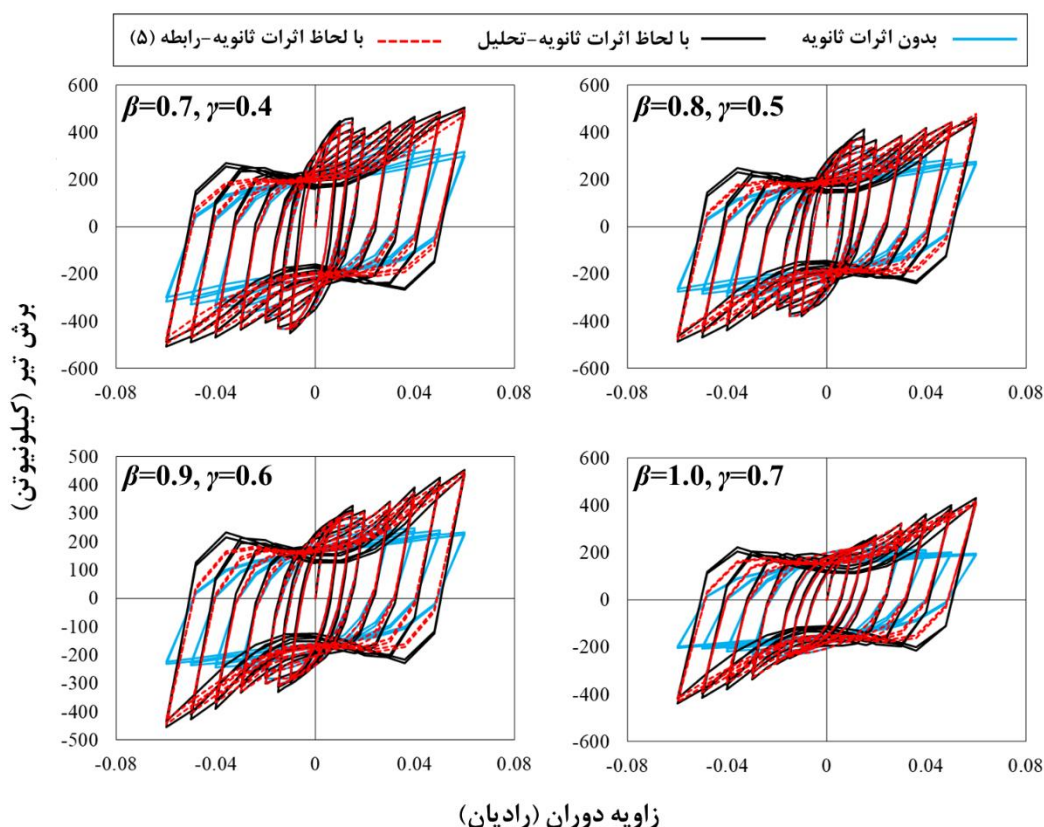 با لحاظ اثرات ثانویه-رابطه (۵) با لحاظ اثرات ثانویه-تحلیل بدون اثرات ثانویه
β=0.7, γ=0.4
600
400
200
0
-200
-400
-600
-0.08 -0.04 0 0.04 0.08
β=0.8, γ=0.5
600
400
200
0
-200
-400
-600
-0.08 -0.04 0 0.04 0.08
β=0.9, γ=0.6
500
400
300
200
100
0
-100
-200
-300
-400
-500
-0.08 -0.04 0 0.04 0.08
β=1.0, γ=0.7
600
400
200
0
-200
-400
-600
-0.08 -0.04 0 0.04 0.08
برش تیر (کیلونیوتن)
زاویه دوران (رادیان)